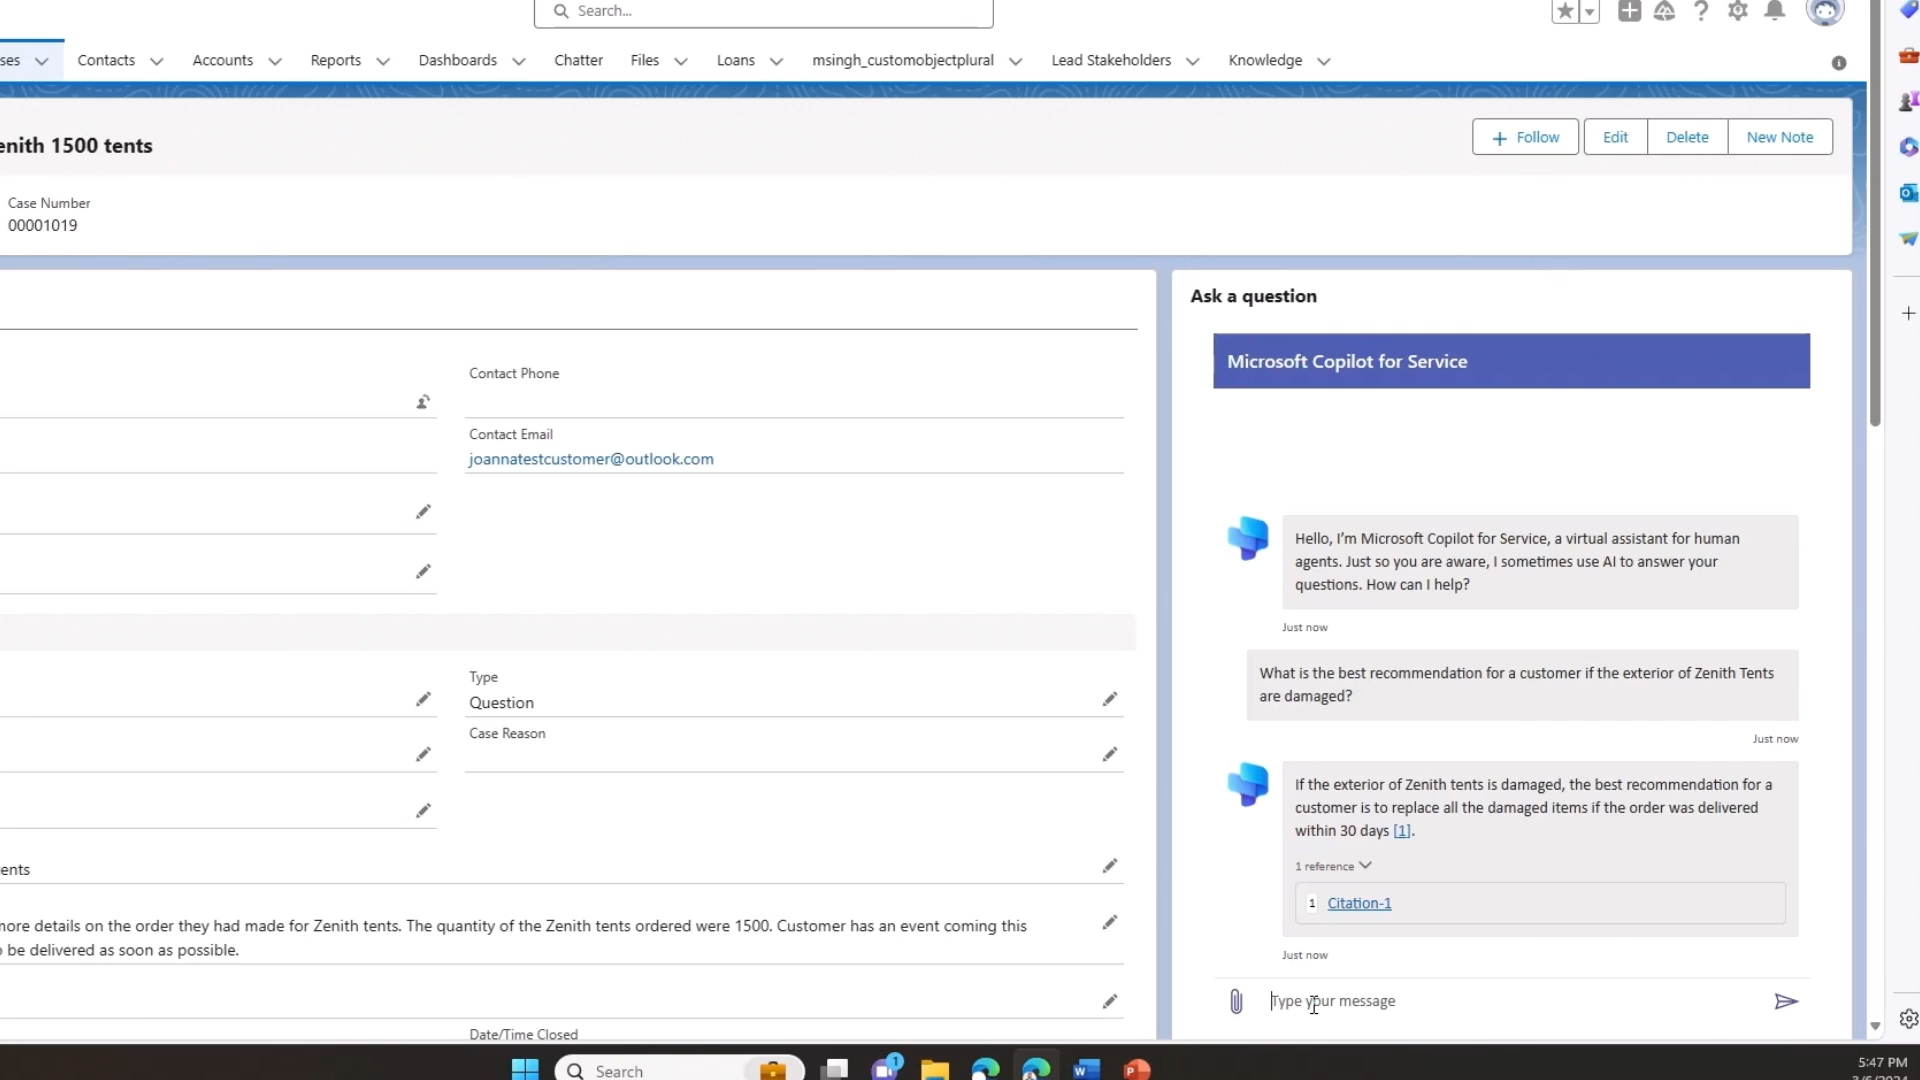 Search...
ses
Contacts
Accounts
Reports
Dashboards
Chatter
Files
Loans
msingh_customobjectplural
Lead Stakeholders
Knowledge
enith 1500 tents
Follow
Edit
Delete
New Note
Case Number
00001019
Ask a question
Microsoft Copilot for Service
Contact Phone
Contact Email
joannatestcustomer@outlook.com
Hello, I'm Microsoft Copilot for Service, a virtual assistant for human
agents. Just so you are aware, I sometimes use AI to answer your
questions. How can I help?
Just now
What is the best recommendation for a customer if the exterior of Zenith Tents
are damaged?
Just now
Type
Question
Case Reason
If the exterior of Zenith tents is damaged, the best recommendation for a
customer is to replace all the damaged items if the order was delivered
within 30 days [1].
1 reference
1 Citation-1
Just now
ents
more details on the order they had made for Zenith tents. The quantity of the Zenith tents ordered were 1500. Customer has an event coming this
be delivered as soon as possible.
Type your message
Date/Time Closed
Search
1
5:47 PM